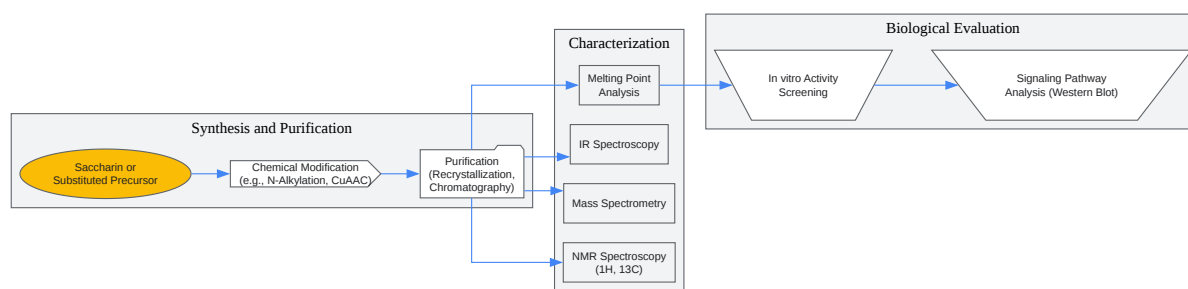 Synthesis and Purification
Saccharin or
Substituted Precursor
Chemical Modification
(e.g., N-Alkylation, CuAAC)
Purification
(Recrystallization,
Chromatography)
Characterization
Melting Point
Analysis
IR Spectroscopy
Mass Spectrometry
NMR Spectroscopy
(1H, 13C)
Biological Evaluation
In vitro Activity
Screening
Signaling Pathway
Analysis (Western Blot)